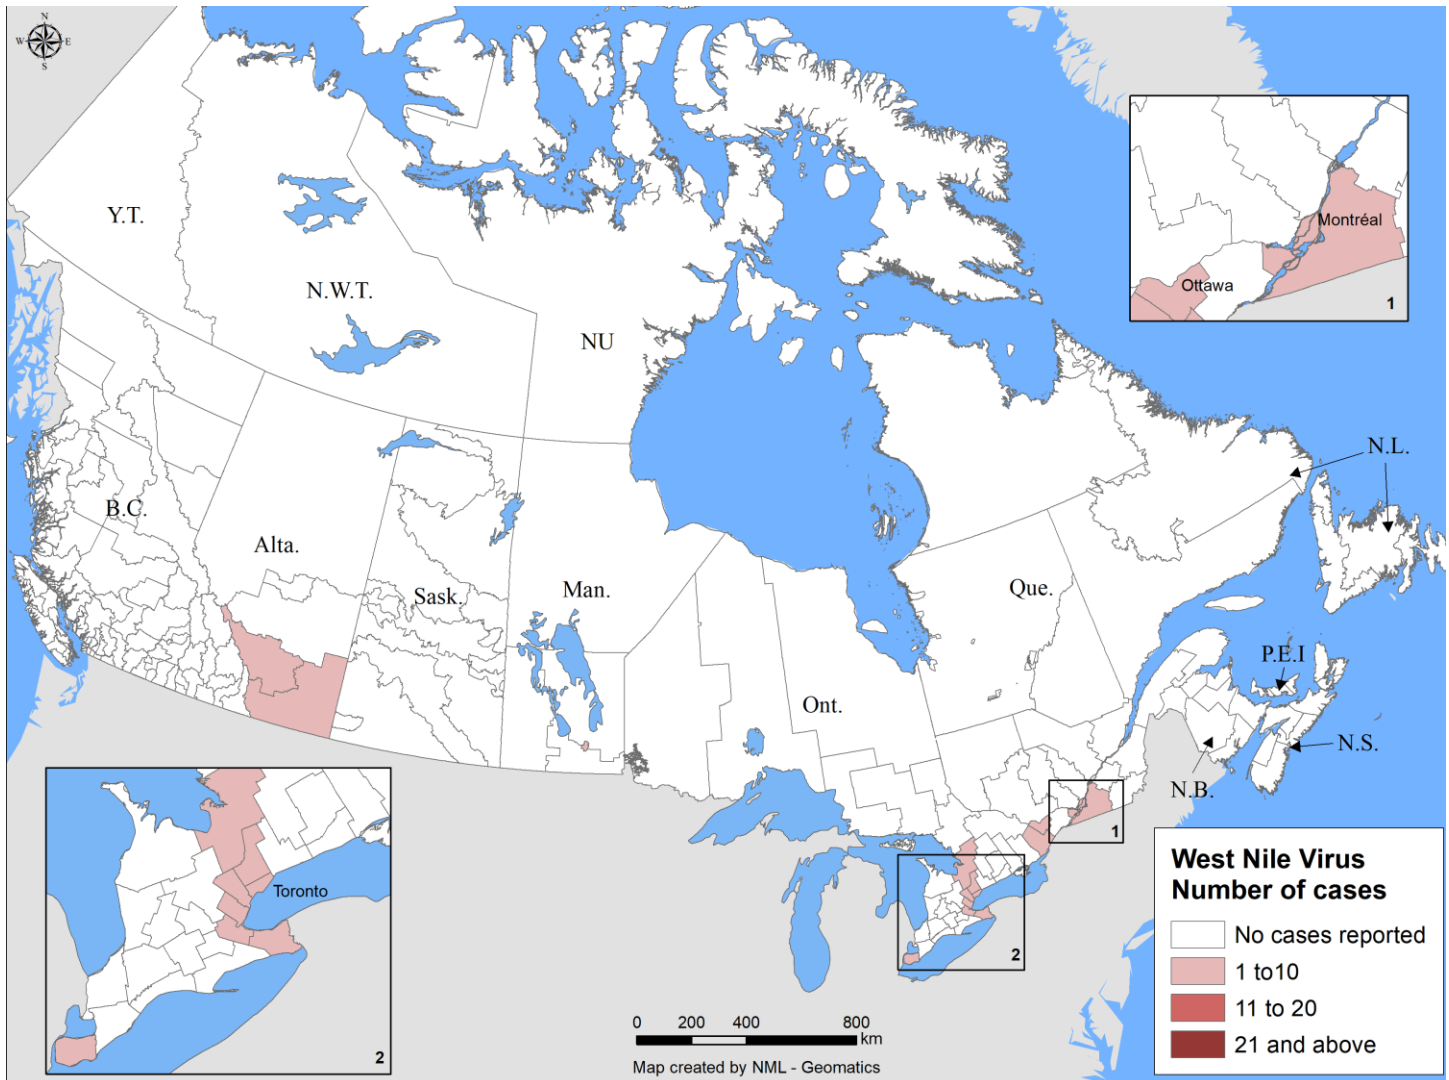 N
W E
S
Y.T.
N.W.T.
NU
B.C.
Alta.
Sask.
Man.
Ont.
Que.
N.L.
P.E.I
N.S.
N.B.
Montréal
Ottawa
1
1
2
Toronto
2
0 200 400 800
km
Map created by NML - Geomatics
West Nile Virus
Number of cases
No cases reported
1 to10
11 to 20
21 and above